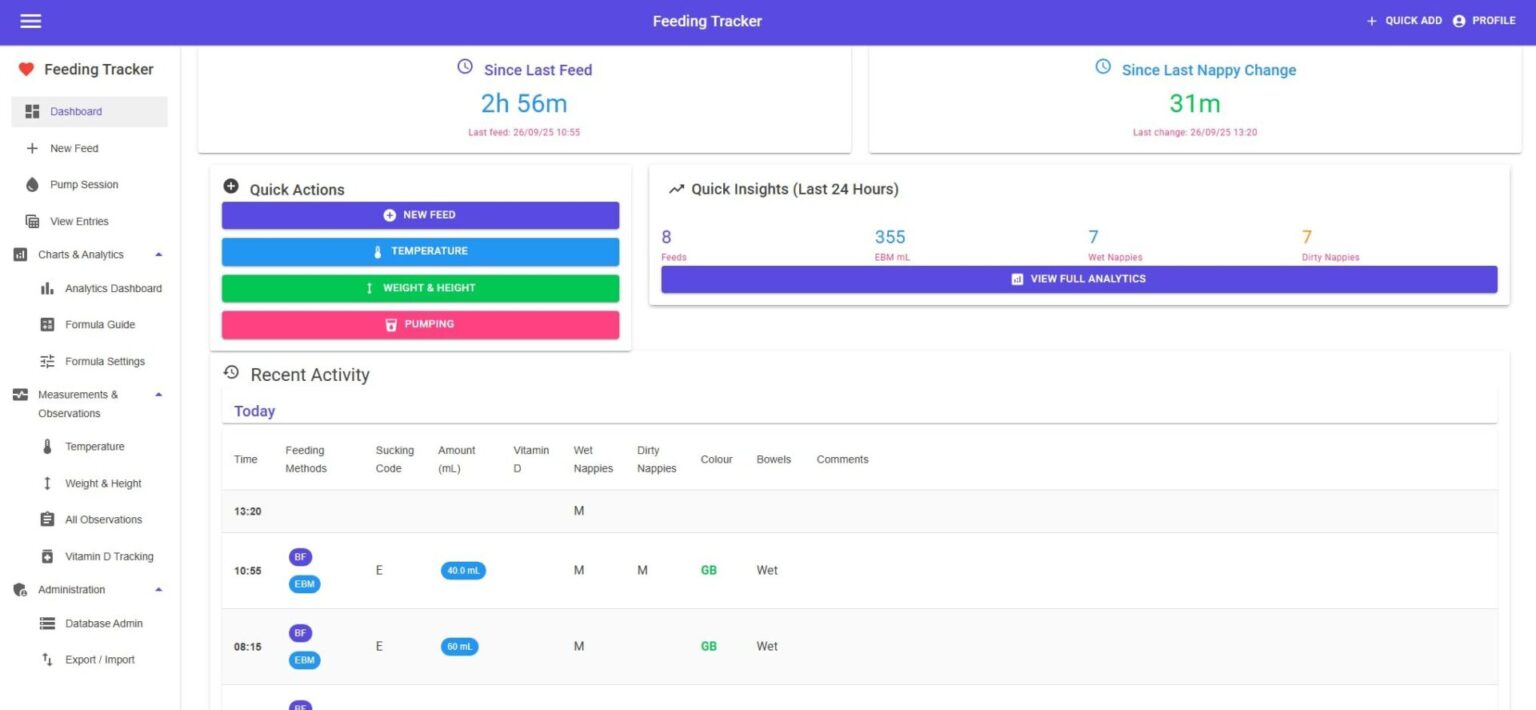 Feeding Tracker
QUICK ADD
PROFILE
Feeding Tracker
Dashboard
New Feed
Pump Session
View Entries
Charts & Analytics
Analytics Dashboard
Formula Guide
Formula Settings
Measurements &
Observations
Temperature
Weight & Height
All Observations
Vitamin D Tracking
Administration
Database Admin
Export / Import
Since Last Feed
2h 56m
Last feed: 26/09/25 10:55
Since Last Nappy Change
31m
Last change: 26/09/25 13:20
Quick Actions
NEW FEED
TEMPERATURE
WEIGHT & HEIGHT
PUMPING
Quick Insights (Last 24 Hours)
8
Feeds
355
EBM mL
7
Wet Nappies
7
Dirty Nappies
VIEW FULL ANALYTICS
Recent Activity
Today
Time Feeding Methods Sucking Code Amount (mL) Vitamin D Wet Nappies Dirty Nappies Colour Bowels Comments
13:20 M
10:55 BF EBM E 40.0 mL M M GB Wet
08:15 BF EBM E 60 mL M GB Wet
BF